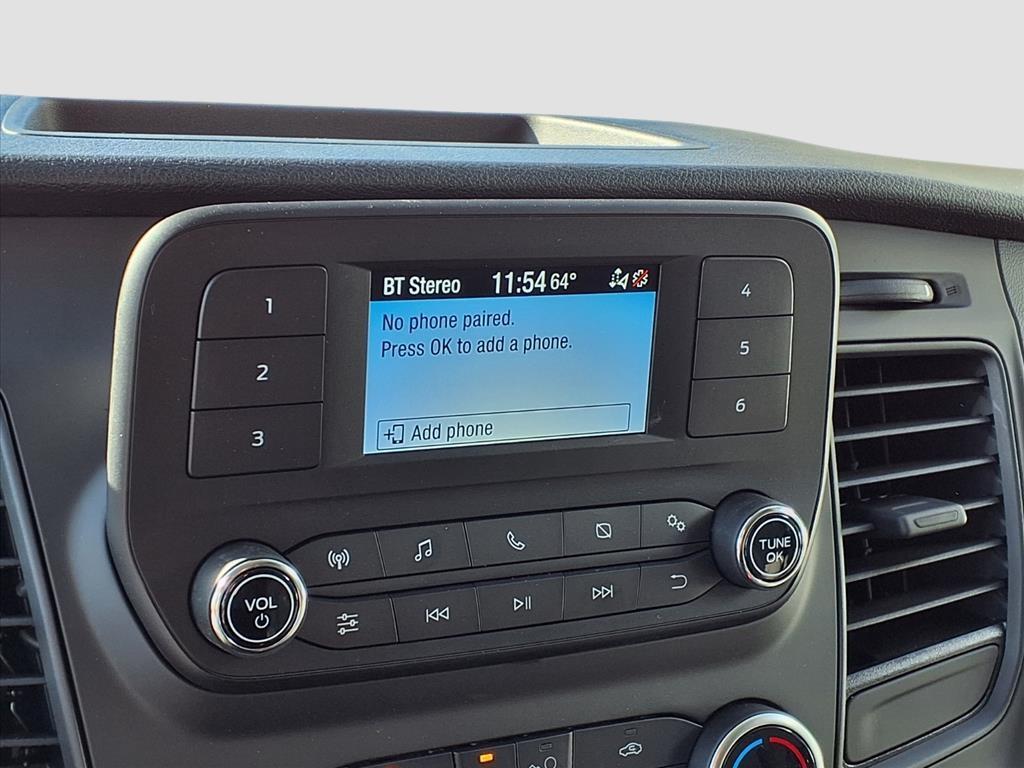 BT Stereo 11:54 64°
No phone paired.
Press OK to add a phone.
Add phone
1
2
3
4
5
6
VOL
TUNE
OK